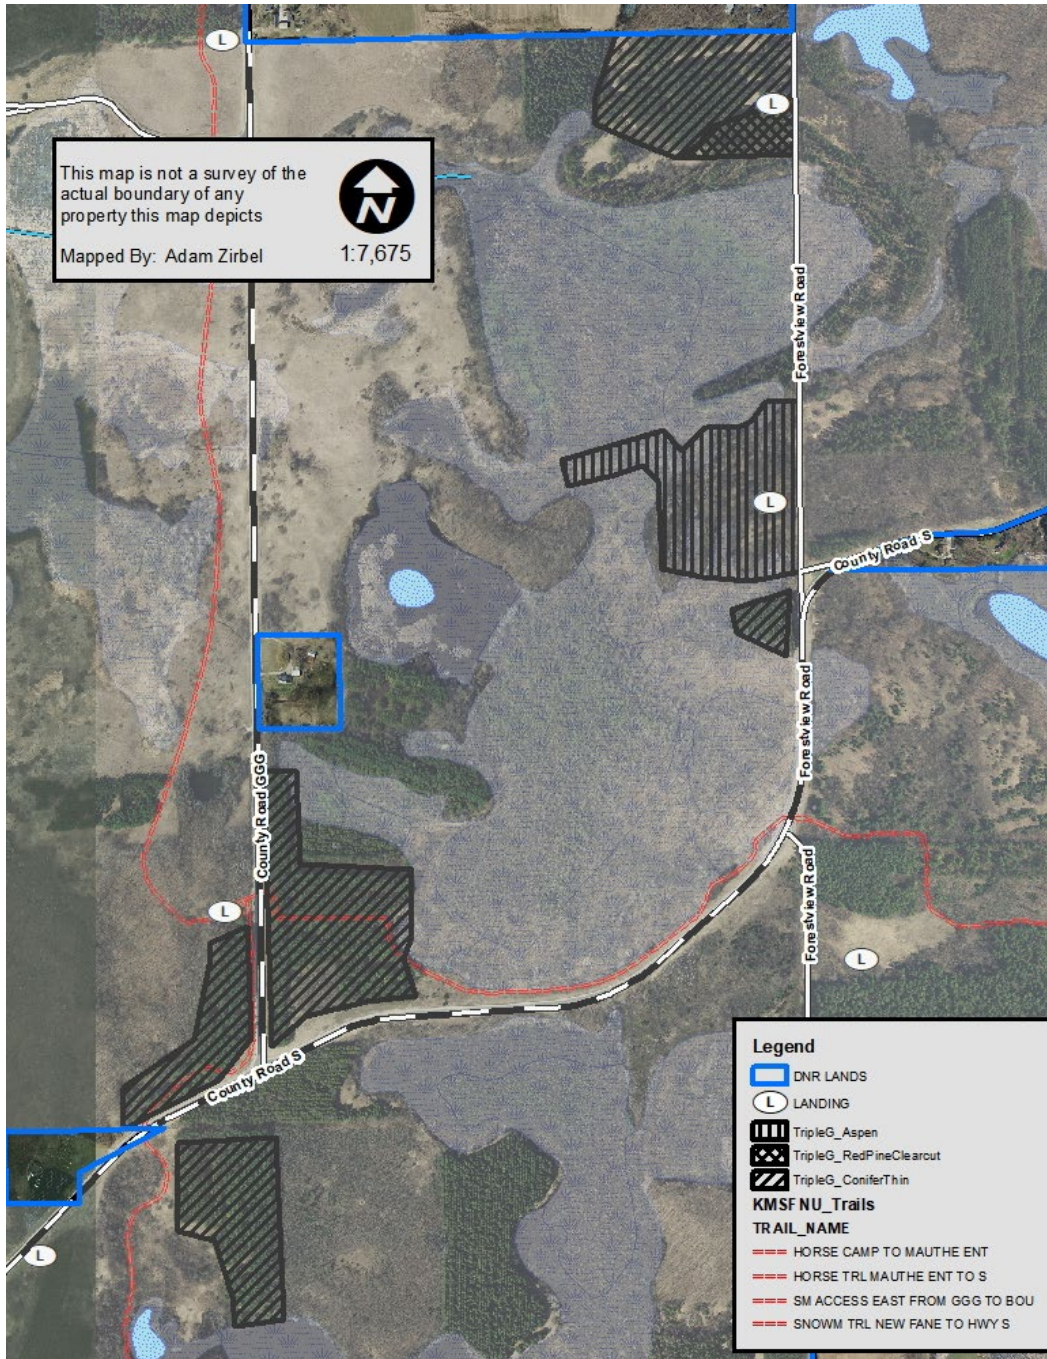 L
This map is not a survey of the
actual boundary of any
property this map depicts
Mapped By: Adam Zirbel
N
1:7,675
L
Forestview Road
L
County Road S
Forestview Road
County Road GGG
Forestview Road
L
L
County Road S
L
Legend
DNR LANDS
L LANDING
TripleG_Aspen
TripleG_RedPineClearcut
TripleG_ConiferThin
KMSFNU_Trails
TRAIL_NAME
HORSE CAMP TO MAUTHE ENT
HORSE TRL MAUTHE ENT TO S
SM ACCESS EAST FROM GGG TO BOU
SNOWM TRL NEW FANE TO HWY S